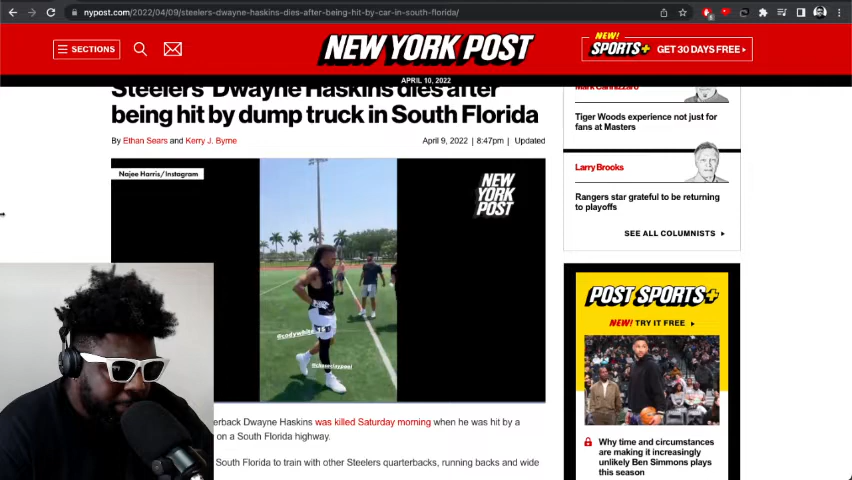 nypost.com/2022/04/09/steelers-dwayne-haskins-dies-after-being-hit-by-car-in-south-florida/
SECTIONS
NEW YORK POST
NEW!
SPORTS+
GET 30 DAYS FREE
APRIL 10, 2022
Steelers' Dwayne Haskins dies after
being hit by dump truck in South Florida
By Ethan Sears and Kerry J. Byrne
April 9, 2022 | 8:47pm | Updated
Najee Harris/Instagram
NEW
YORK
POST
erback Dwayne Haskins was killed Saturday morning when he was hit by a
on a South Florida highway.
South Florida to train with other Steelers quarterbacks, running backs and wide
Mark Cannizzaro
Tiger Woods experience not just for
fans at Masters
Larry Brooks
Rangers star grateful to be returning
to playoffs
SEE ALL COLUMNISTS
POST SPORTS+
NEW! TRY IT FREE
Why time and circumstances
are making it increasingly
unlikely Ben Simmons plays
this season